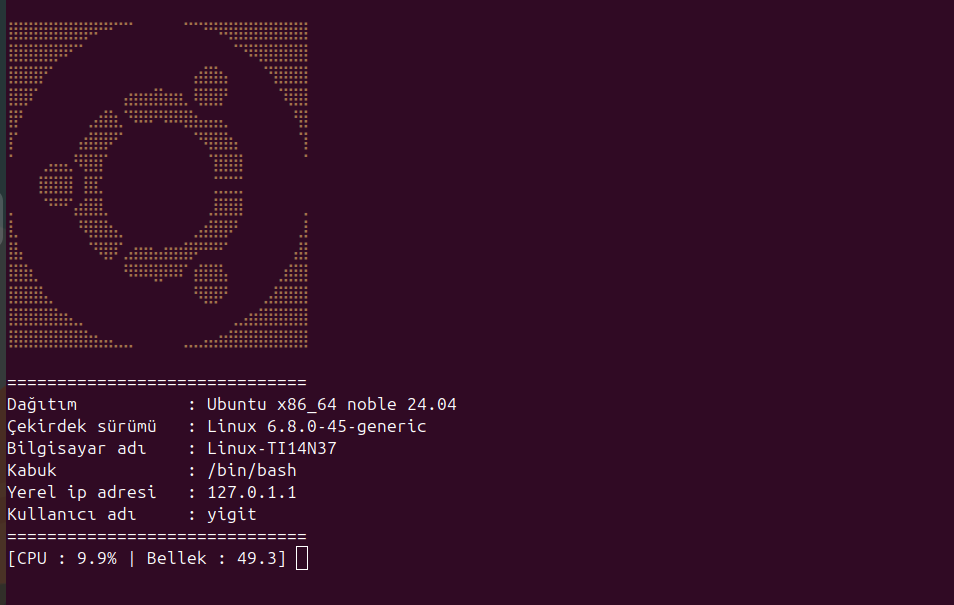 ==============================
Dağıtım : Ubuntu x86_64 noble 24.04
Çekirdek sürümü : Linux 6.8.0-45-generic
Bilgisayar adı : Linux-TI14N37
Kabuk : /bin/bash
Yerel ip adresi : 127.0.1.1
Kullanıcı adı : yigit
==============================
[CPU : 9.9% | Bellek : 49.3]